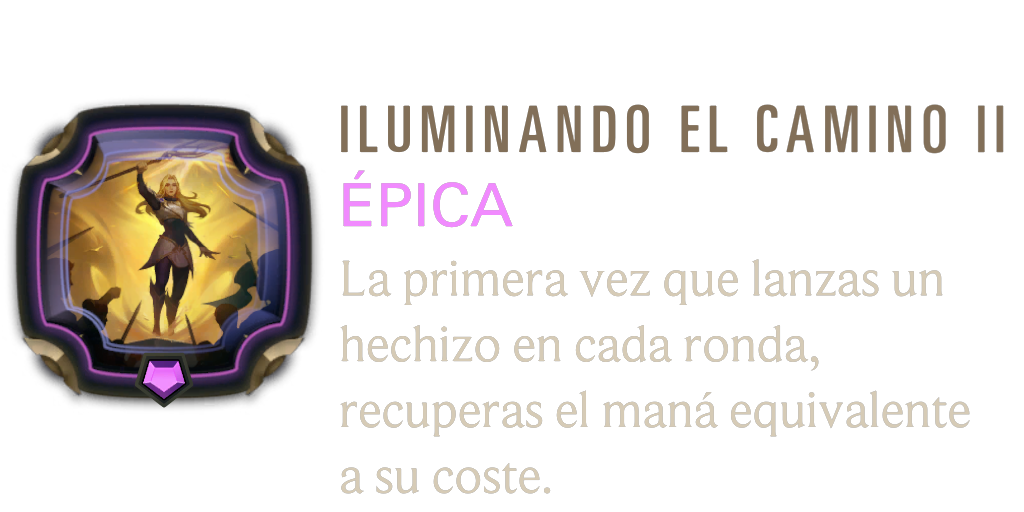 ILUMINANDO EL CAMINO II
ÉPICA
La primera vez que lanzas un
hechizo en cada ronda,
recuperas el maná equivalente
a su coste.